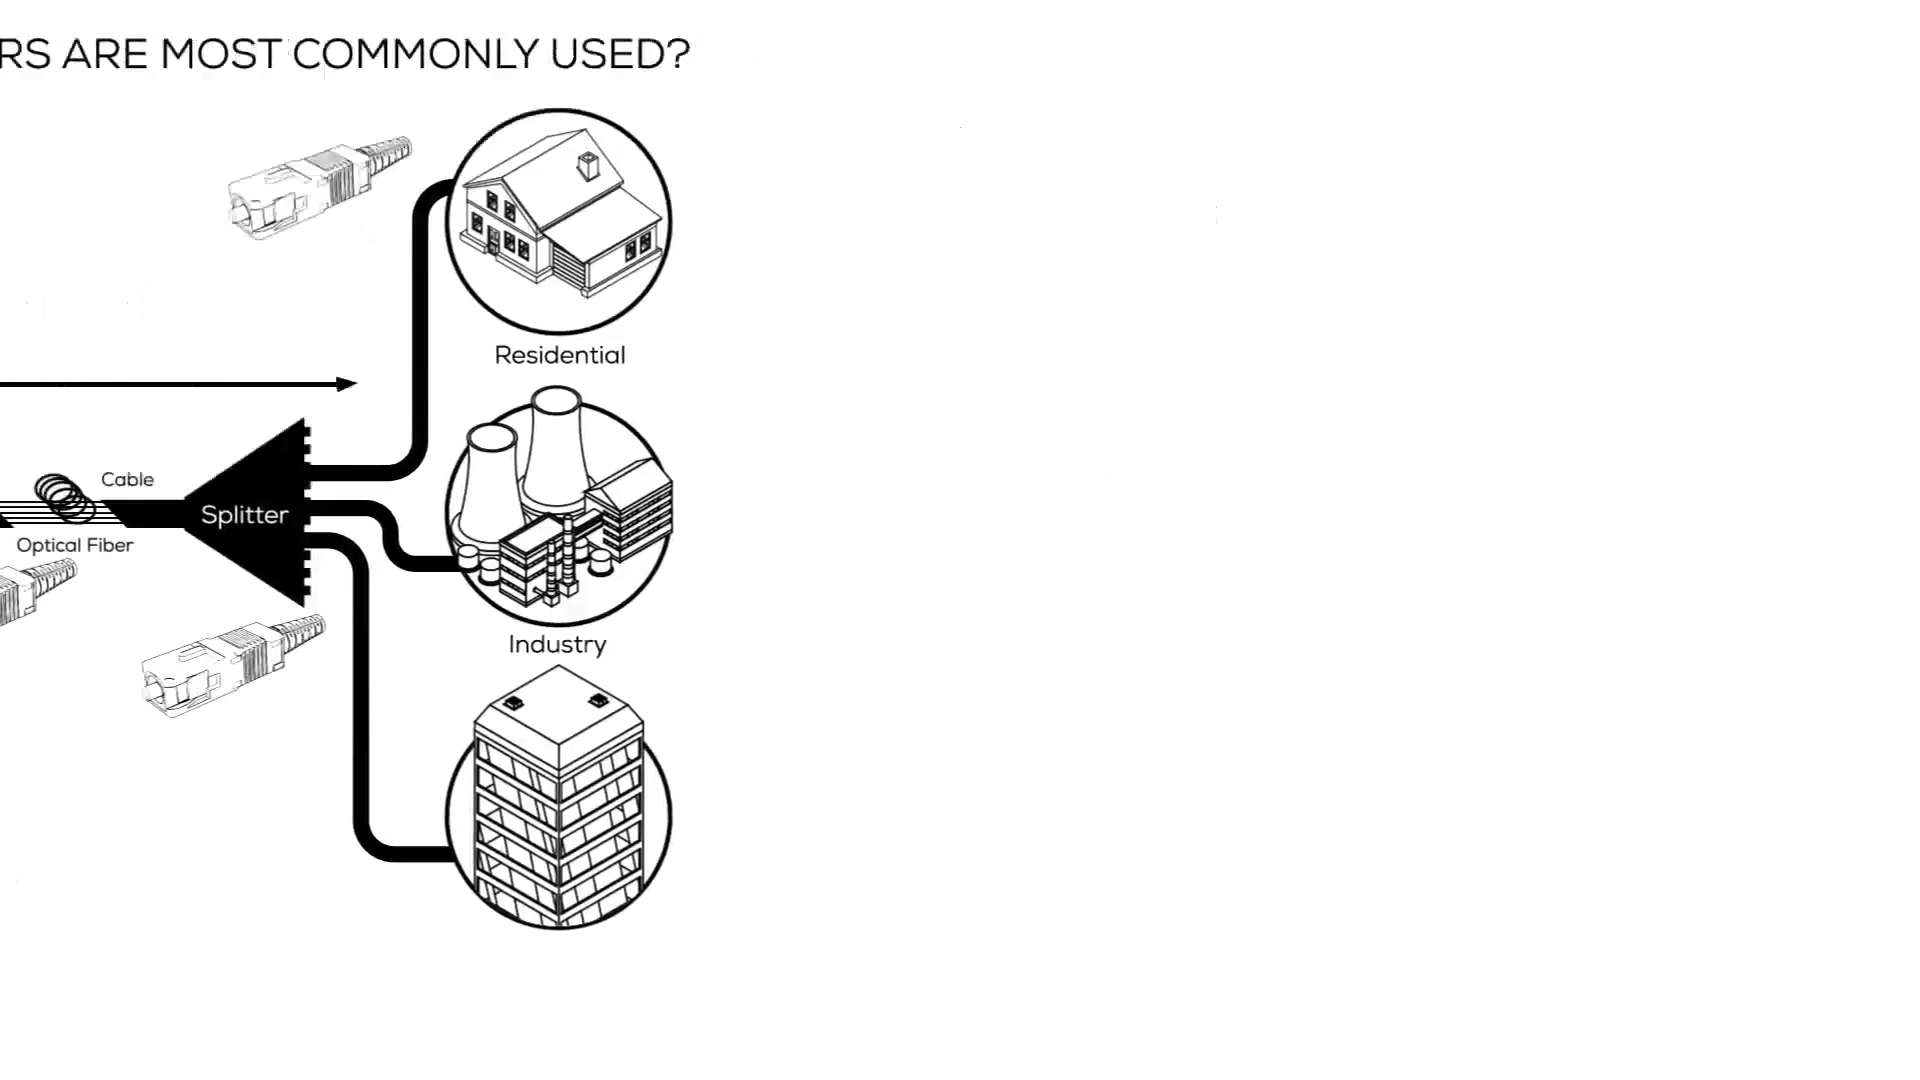 RS ARE MOST COMMONLY USED?
Residential
Cable
Splitter
Optical Fiber
Industry